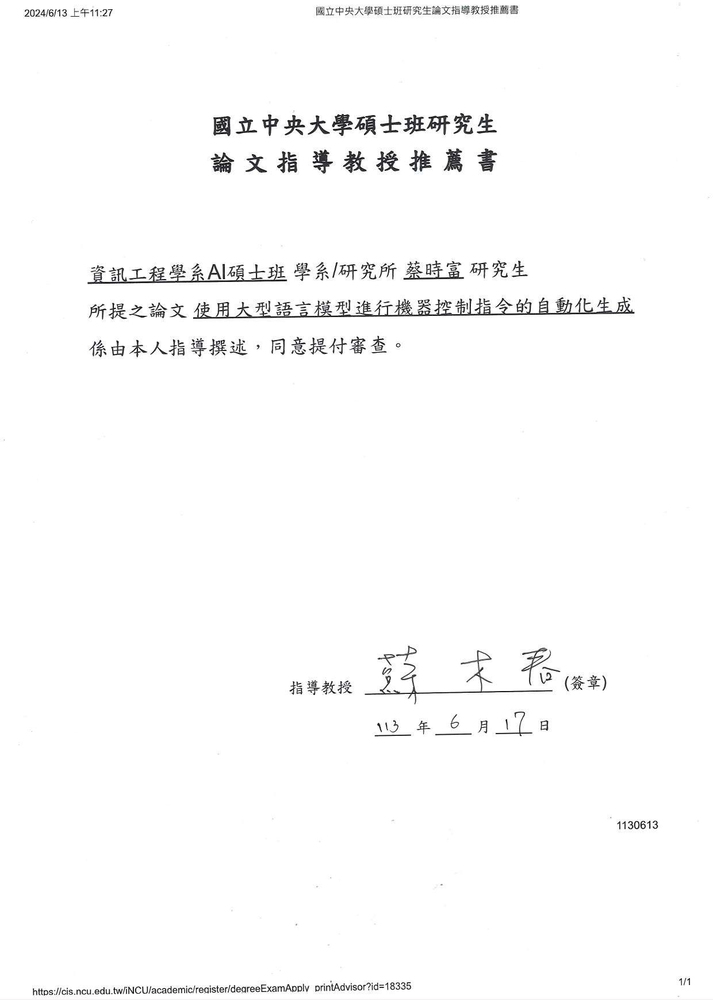 2024/6/13 上午11:27
國立中央大學碩士班研究生論文指導教授推薦書
國立中央大學碩士班研究生
論文指導教授推薦書
資訊工程學系AI碩士班 學系/研究所 蔡時富 研究生
所提之論文 使用大型語言模型進行機器控制指令的自動化生成
係由本人指導撰述，同意提付審查。
指導教授 蘇木春 (簽章)
113 年 6 月 17 日
1130613
https://cis.ncu.edu.tw/iNCU/academic/register/degreeExamApply_printAdvisor?id=18335
1/1